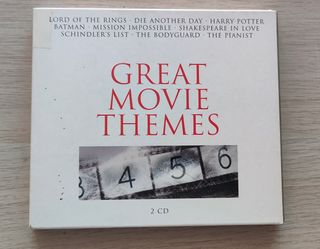 LORD OF THE RINGS · DIE ANOTHER DAY · HARRY POTTER
BATMAN · MISSION IMPOSSIBLE · SHAKESPEARE IN LOVE
SCHINDLER'S LIST · THE BODYGUARD · THE PIANIST
GREAT
MOVIE
THEMES
3 4 5 6
2 CD